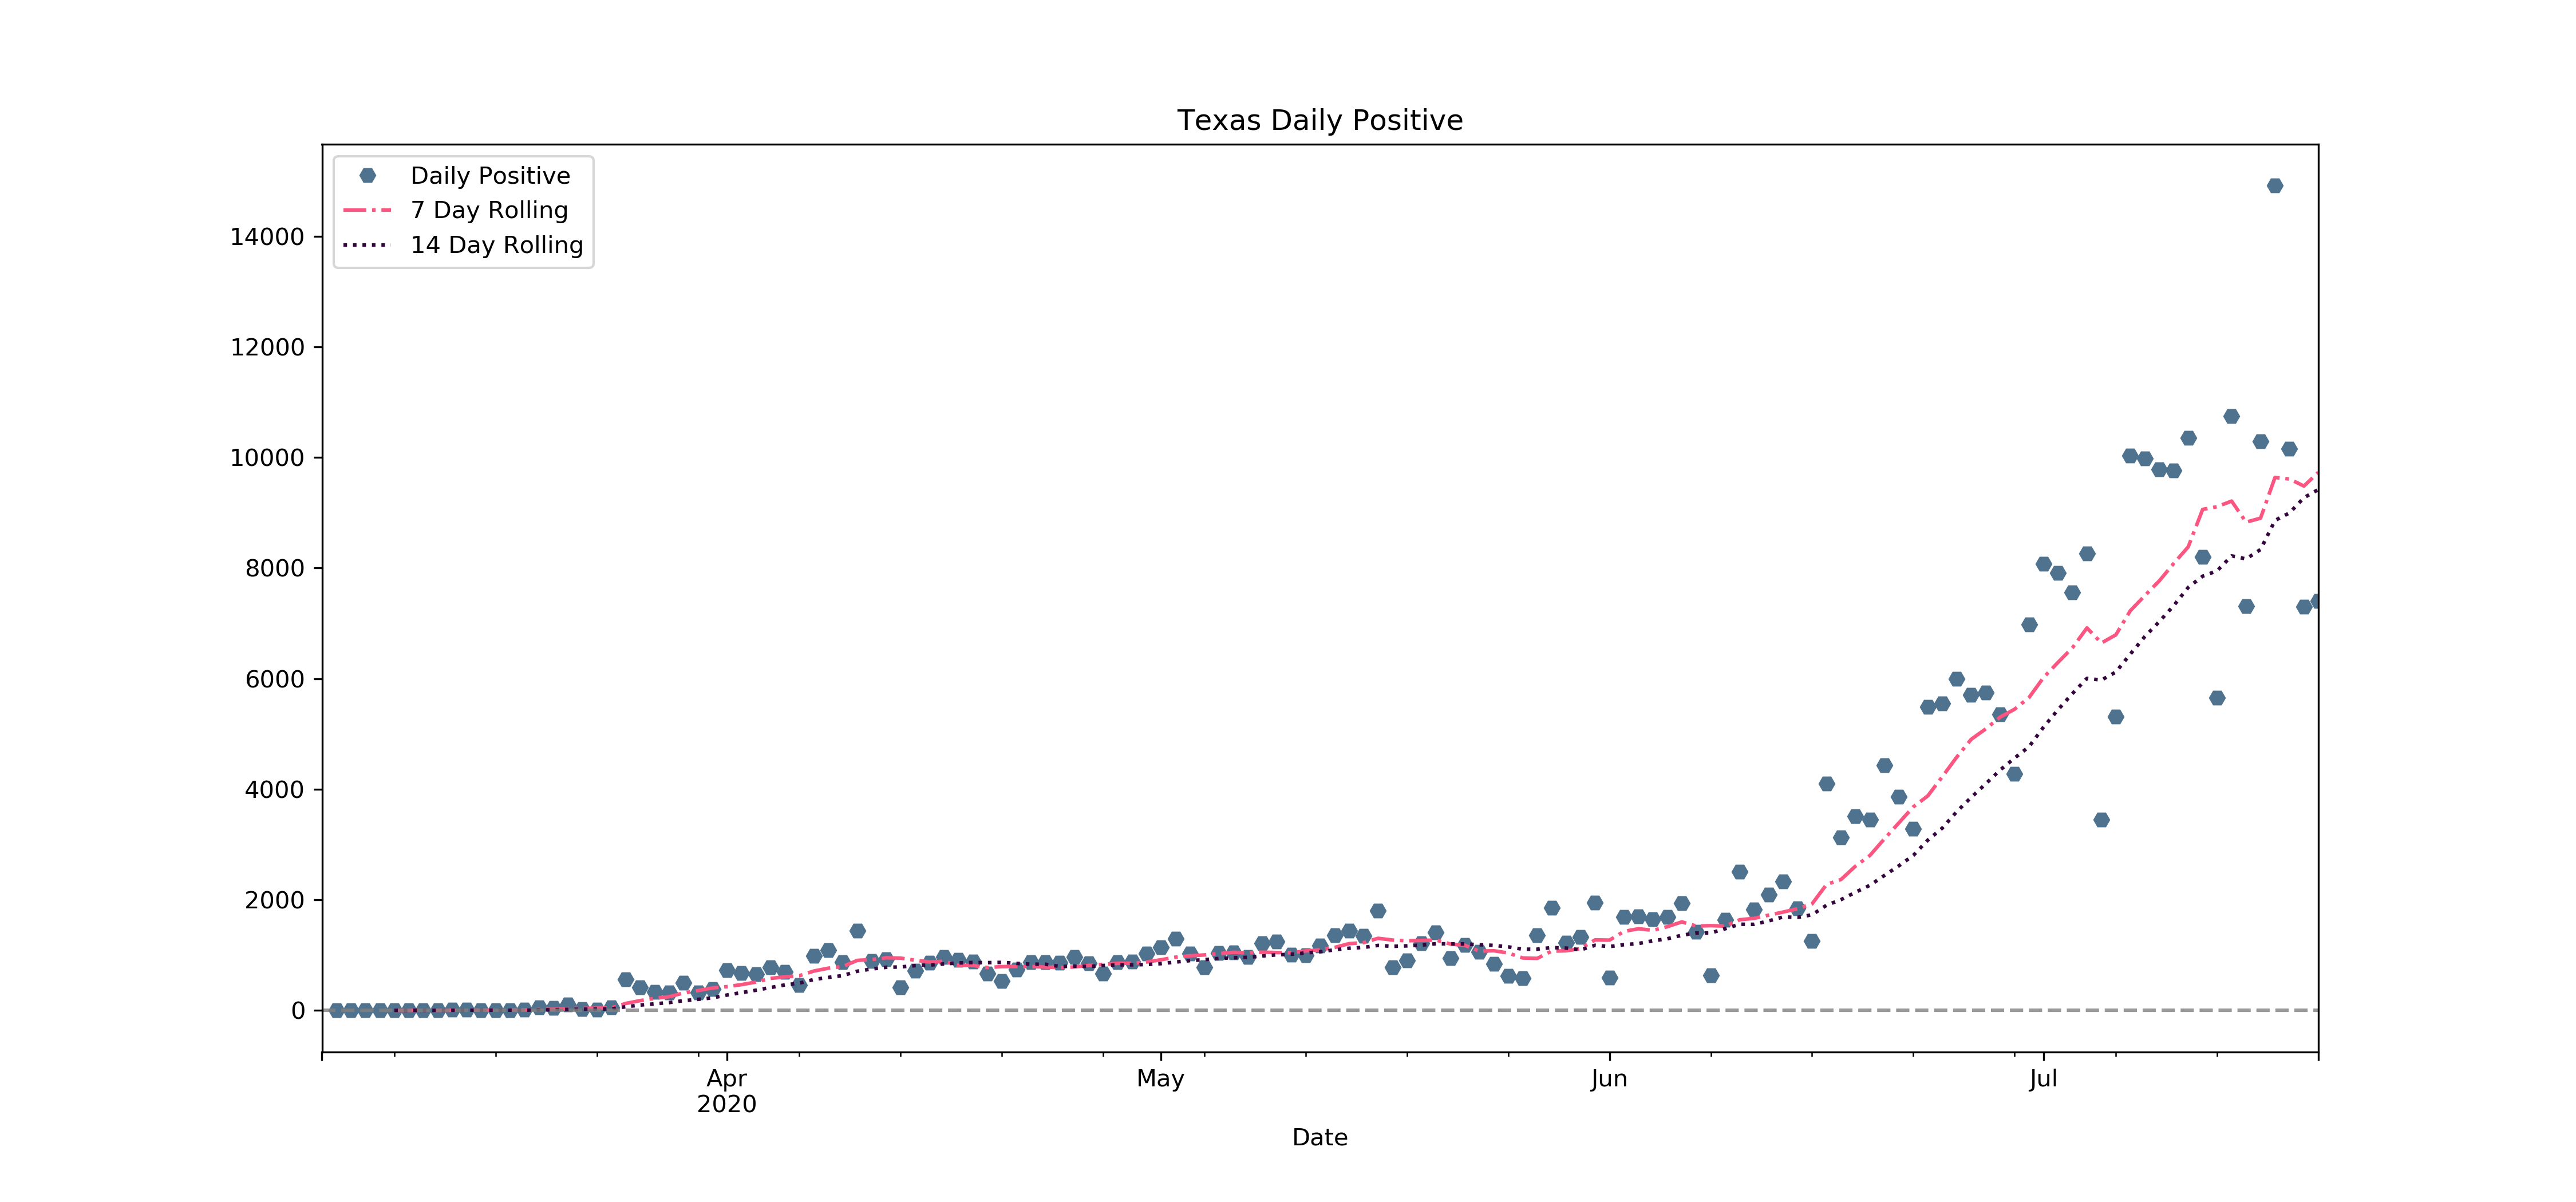 Texas Daily Positive
Daily Positive
7 Day Rolling
14 Day Rolling
14000
12000
10000
8000
6000
4000
2000
0
Apr May Jun Jul
2020
Date